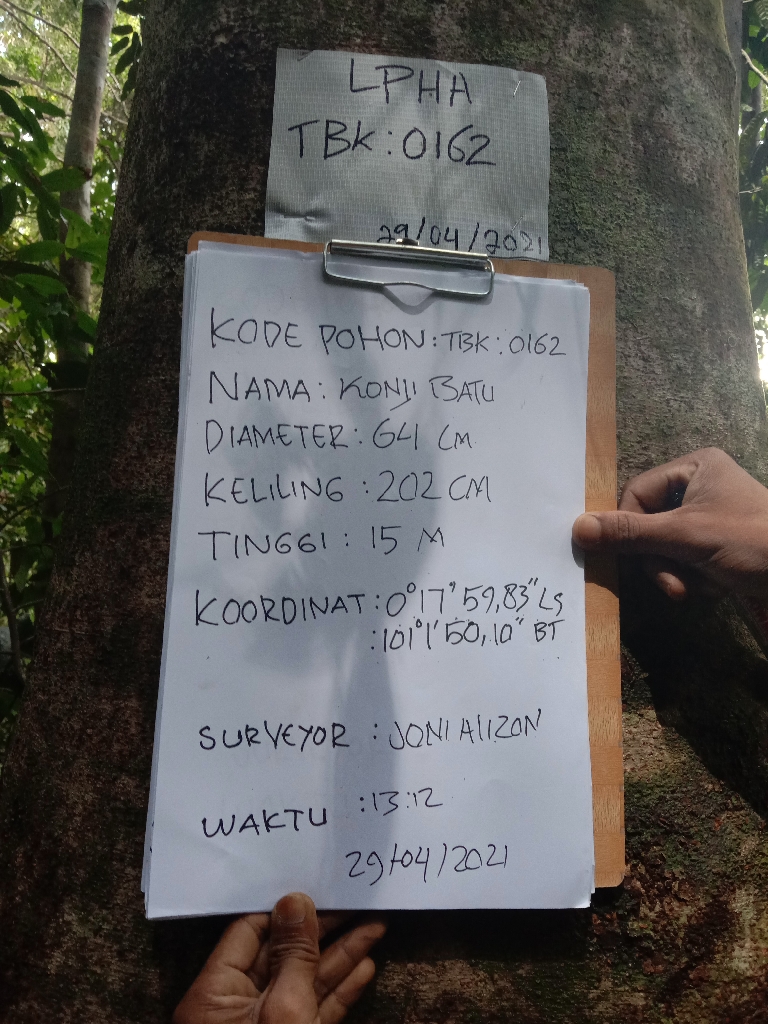 LPHA
TBK:0162
29/04/2021
KODE POHON: TBK: 0162
NAMA: KONJI BATU
DIAMETER: 64 CM
KELILING: 202 CM
TINGGI: 15 M
KOORDINAT: 0°17'59,83" LS
: 101°1'50,10" BT
SURVEYOR: JONI ALIZON
WAKTU : 13:12
29/04/2021